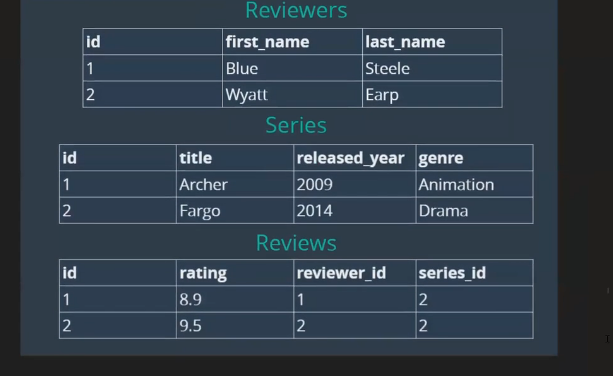 Reviewers
id first_name last_name
1 Blue Steele
2 Wyatt Earp
Series
id title released_year genre
1 Archer 2009 Animation
2 Fargo 2014 Drama
Reviews
id rating reviewer_id series_id
1 8.9 1 2
2 9.5 2 2